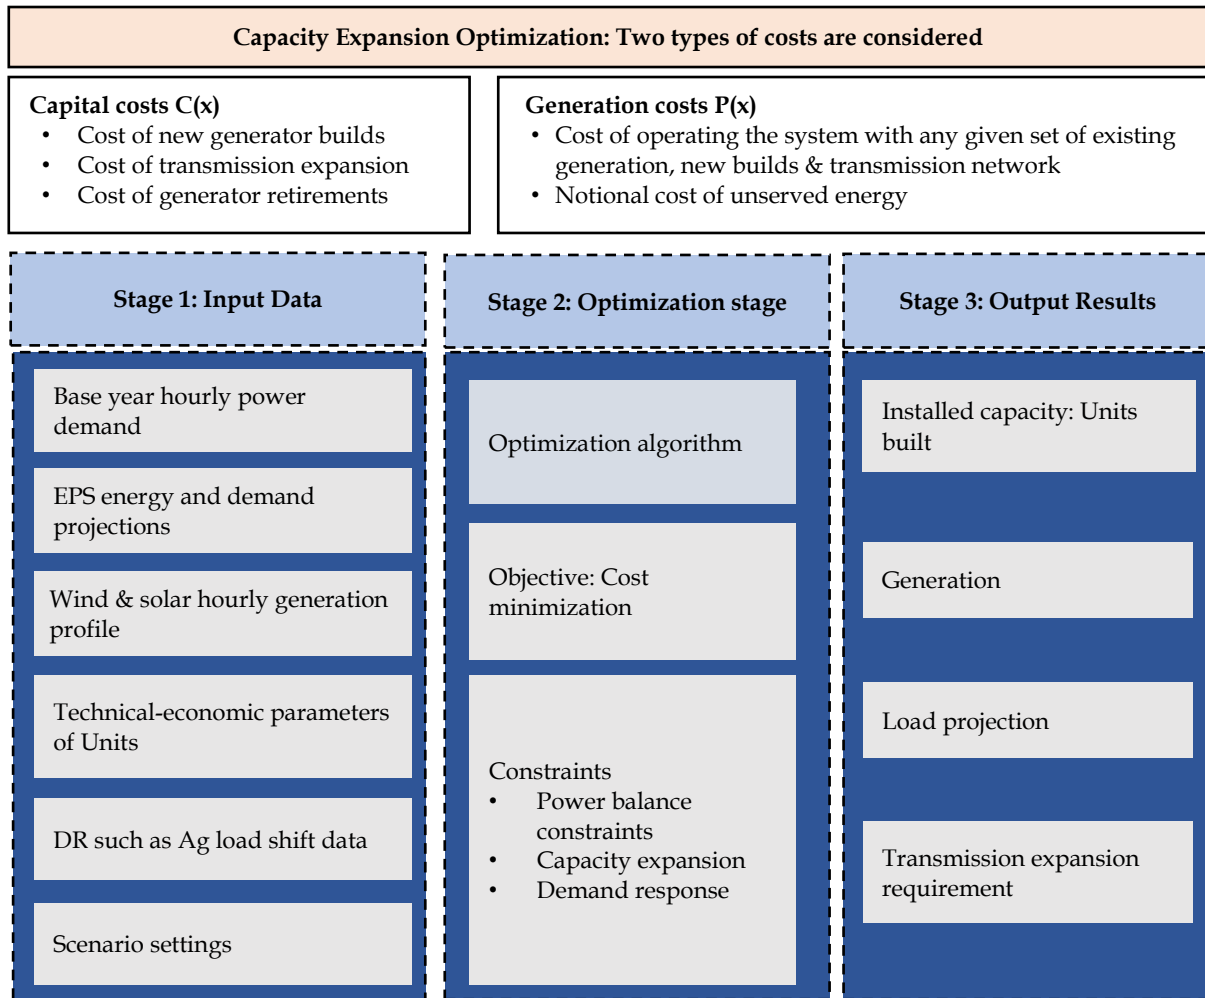 Capacity Expansion Optimization: Two types of costs are considered
Capital costs C(x)
• Cost of new generator builds
• Cost of transmission expansion
• Cost of generator retirements
Generation costs P(x)
• Cost of operating the system with any given set of existing
generation, new builds & transmission network
• Notional cost of unserved energy
Stage 1: Input Data
Base year hourly power
demand
EPS energy and demand
projections
Wind & solar hourly generation
profile
Technical-economic parameters
of Units
DR such as Ag load shift data
Scenario settings
Stage 2: Optimization stage
Optimization algorithm
Objective: Cost
minimization
Constraints
• Power balance
constraints
• Capacity expansion
• Demand response
Stage 3: Output Results
Installed capacity: Units
built
Generation
Load projection
Transmission expansion
requirement